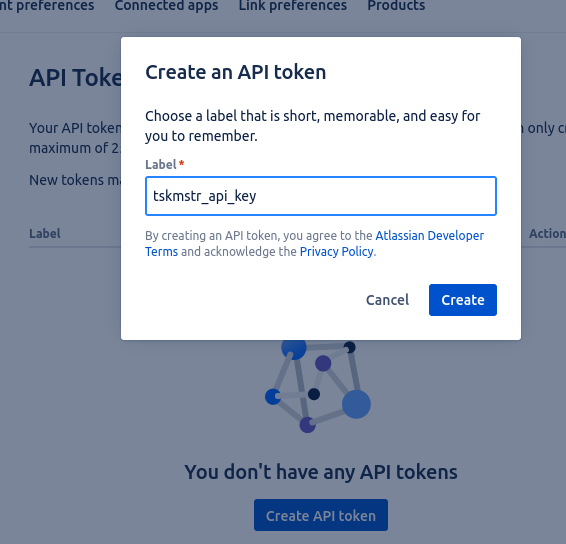 nt preferences Connected apps Link preferences Products
API Toke
Create an API token
Choose a label that is short, memorable, and easy for
you to remember.
Your API token
n only cr
maximum of 2
Label *
New tokens ma
tskmstr_api_key
Label
Action
By creating an API token, you agree to the Atlassian Developer
Terms and acknowledge the Privacy Policy.
Cancel Create
You don't have any API tokens
Create API token